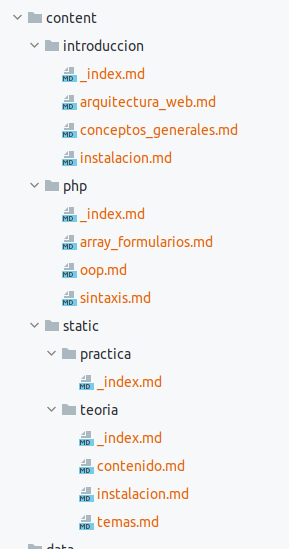 content
introduccion
_index.md
arquitectura_web.md
conceptos_generales.md
instalacion.md
php
_index.md
array_formularios.md
oop.md
sintaxis.md
static
practica
_index.md
teoria
_index.md
contenido.md
instalacion.md
temas.md
data